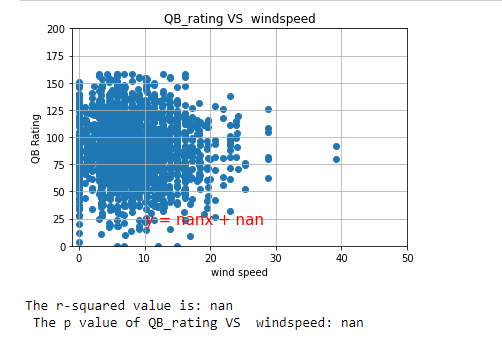 QB_rating VS windspeed
200
175
150
125
100
75
50
25
0
QB Rating
y = nanx + nan
0 10 20 30 40 50
wind speed
The r-squared value is: nan
The p value of QB_rating VS windspeed: nan